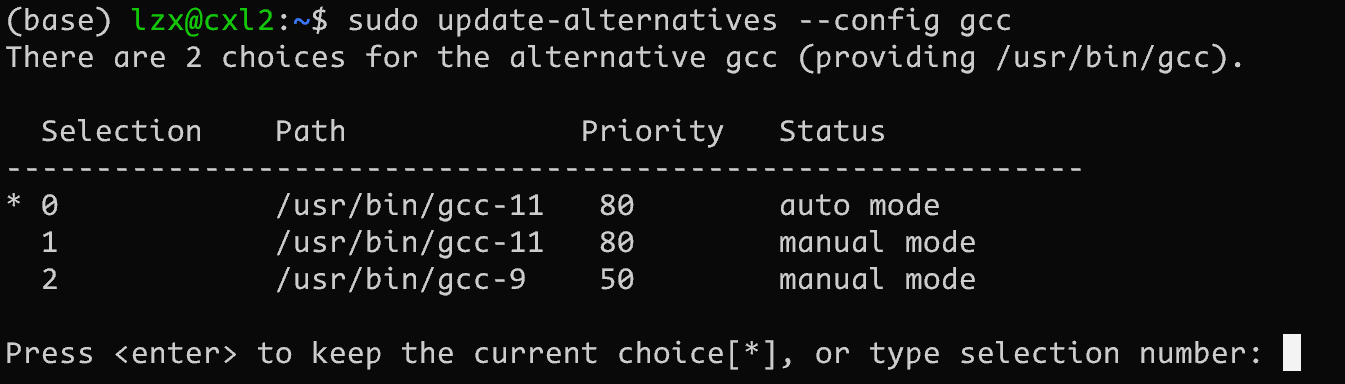 (base) lzx@cxl2:~$ sudo update-alternatives --config gcc
There are 2 choices for the alternative gcc (providing /usr/bin/gcc).

  Selection    Path             Priority   Status
------------------------------------------------------------
* 0            /usr/bin/gcc-11   80        auto mode
  1            /usr/bin/gcc-11   80        manual mode
  2            /usr/bin/gcc-9    50        manual mode

Press <enter> to keep the current choice[*], or type selection number: